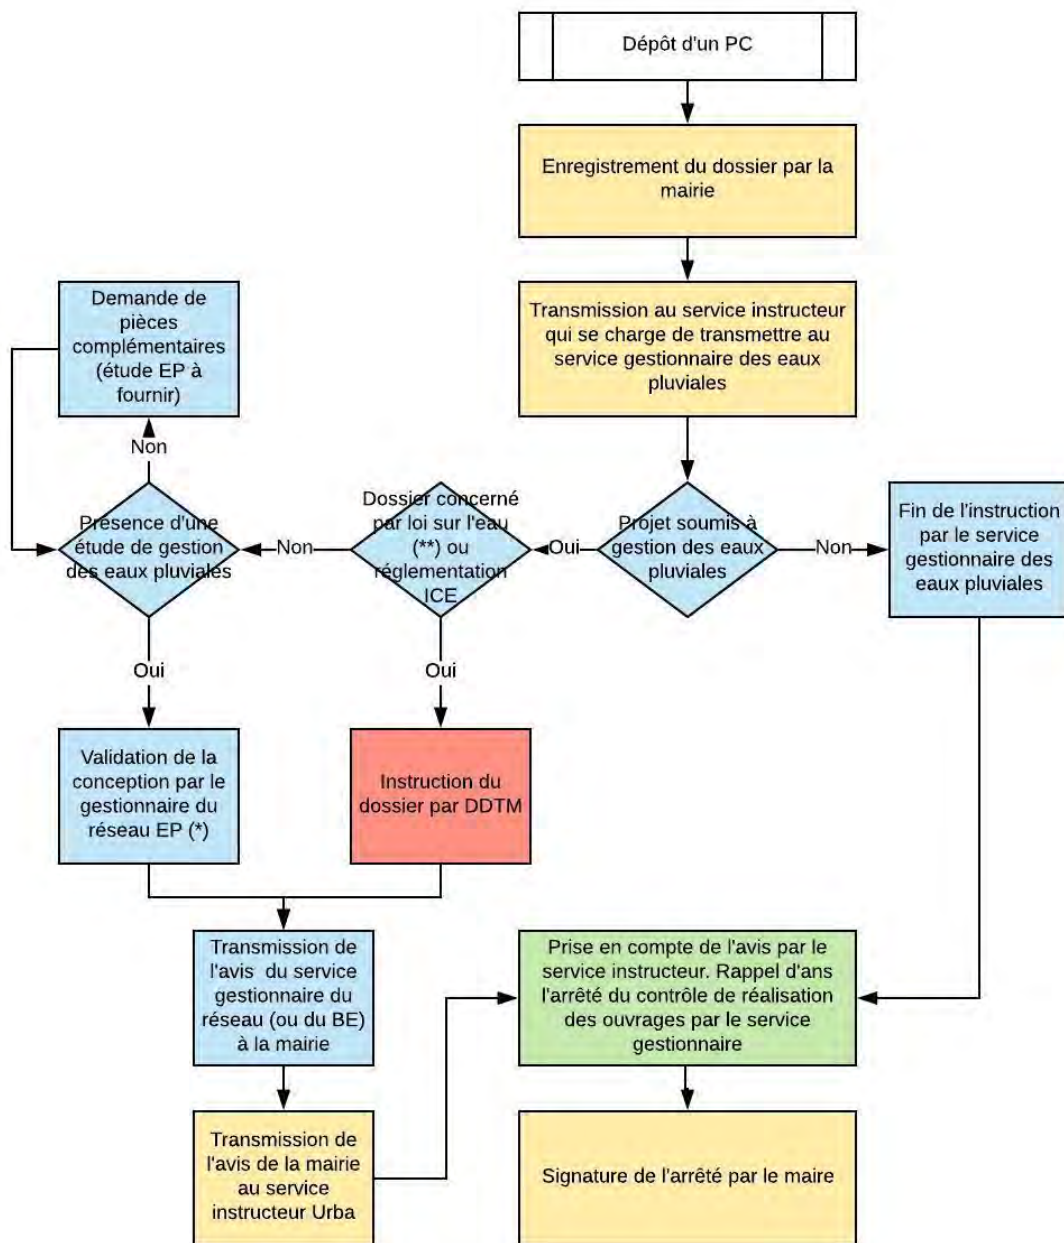 Dépôt d'un PC
Enregistrement du dossier par la
mairie
Transmission au service instructeur
qui se charge de transmettre au
service gestionnaire des eaux
pluviales
Demande de
pièces
complémentaires
(étude EP à
fournir)
Non
Présence d'une
étude de gestion
des eaux pluviales
Non
Dossier concerné
par loi sur l'eau
(**) ou
réglementation
ICE
Oui
Projet soumis à
gestion des eaux
pluviales
Non
Fin de l'instruction
par le service
gestionnaire des
eaux pluviales
Oui
Oui
Validation de la
conception par le
gestionnaire du
réseau EP (*)
Instruction du
dossier par DDTM
Transmission de
l'avis du service
gestionnaire du
réseau (ou du BE)
à la mairie
Prise en compte de l'avis par le
service instructeur. Rappel d'ans
l'arrêté du contrôle de réalisation
des ouvrages par le service
gestionnaire
Transmission de
l'avis de la mairie
au service
instructeur Urba
Signature de l'arrêté par le maire